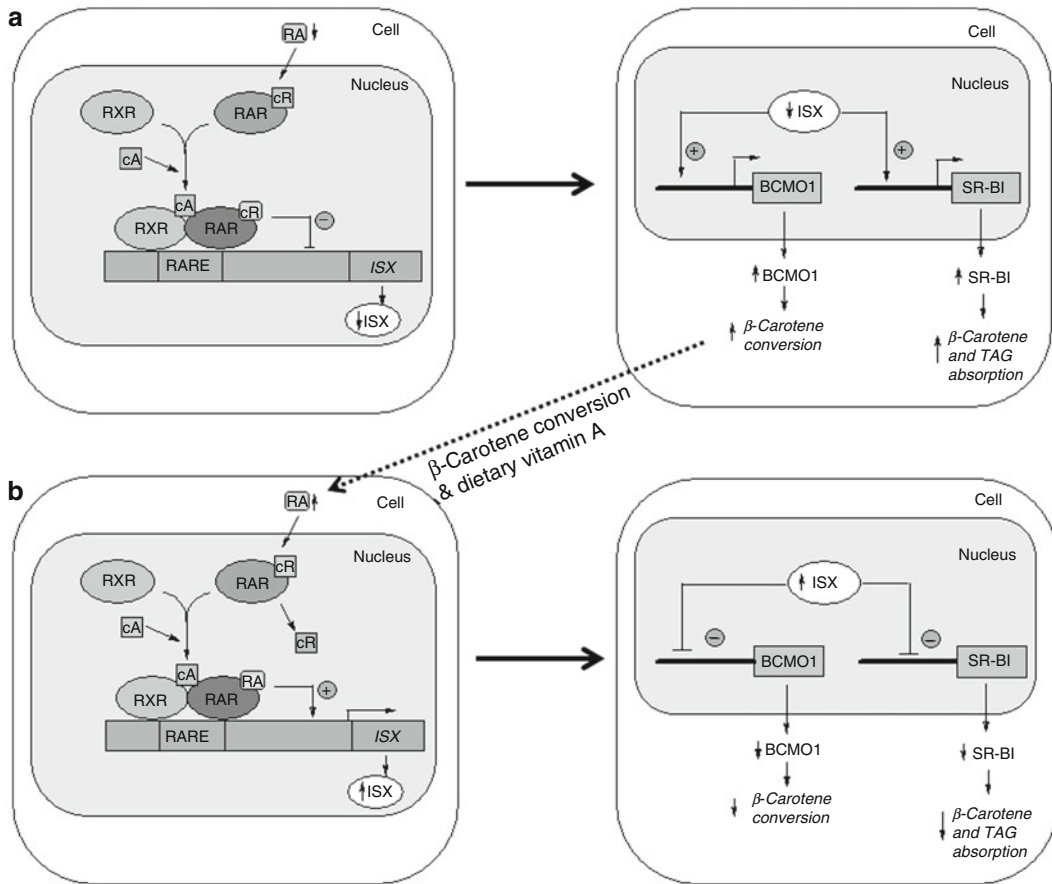 a
RA
Cell
Nucleus
RXR
RAR
cR
cA
cA
cR
RXR
RAR
−
RARE
ISX
ISX
Cell
Nucleus
ISX
+
+
BCMO1
SR-BI
BCMO1
SR-BI
β-Carotene
conversion
β-Carotene
and TAG
absorption
β-Carotene conversion
& dietary vitamin A
b
RA
Cell
Nucleus
RXR
RAR
cR
cA
cR
cA
RA
RXR
RAR
+
RARE
ISX
ISX
Cell
Nucleus
ISX
−
−
BCMO1
SR-BI
BCMO1
SR-BI
β-Carotene
conversion
β-Carotene
and TAG
absorption